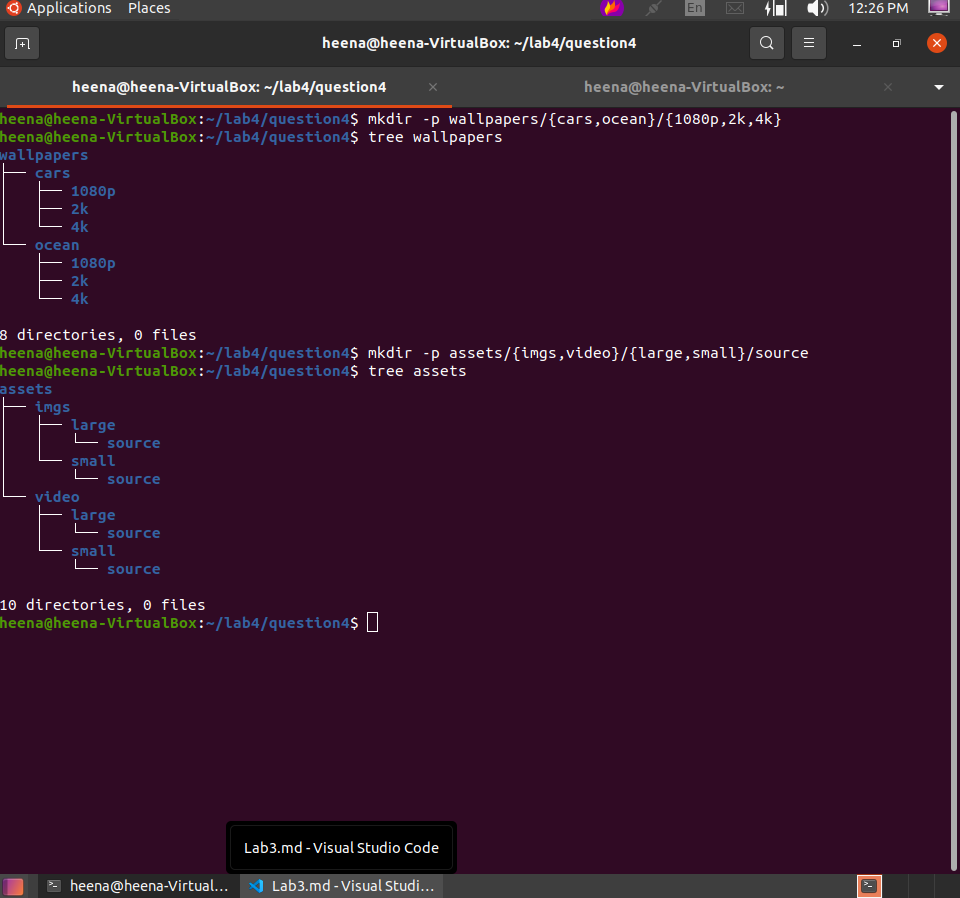 Applications Places En 12:26 PM
heena@heena-VirtualBox: ~/lab4/question4
heena@heena-VirtualBox: ~/lab4/question4 heena@heena-VirtualBox: ~
heena@heena-VirtualBox:~/lab4/question4$ mkdir -p wallpapers/{cars,ocean}/{1080p,2k,4k}
heena@heena-VirtualBox:~/lab4/question4$ tree wallpapers
wallpapers
├── cars
│   ├── 1080p
│   ├── 2k
│   └── 4k
└── ocean
    ├── 1080p
    ├── 2k
    └── 4k
8 directories, 0 files
heena@heena-VirtualBox:~/lab4/question4$ mkdir -p assets/{imgs,video}/{large,small}/source
heena@heena-VirtualBox:~/lab4/question4$ tree assets
assets
├── imgs
│   ├── large
│   │   └── source
│   └── small
│       └── source
└── video
    ├── large
    │   └── source
    └── small
        └── source
10 directories, 0 files
heena@heena-VirtualBox:~/lab4/question4$
Lab3.md - Visual Studio Code
heena@heena-Virtual... Lab3.md - Visual Studi...